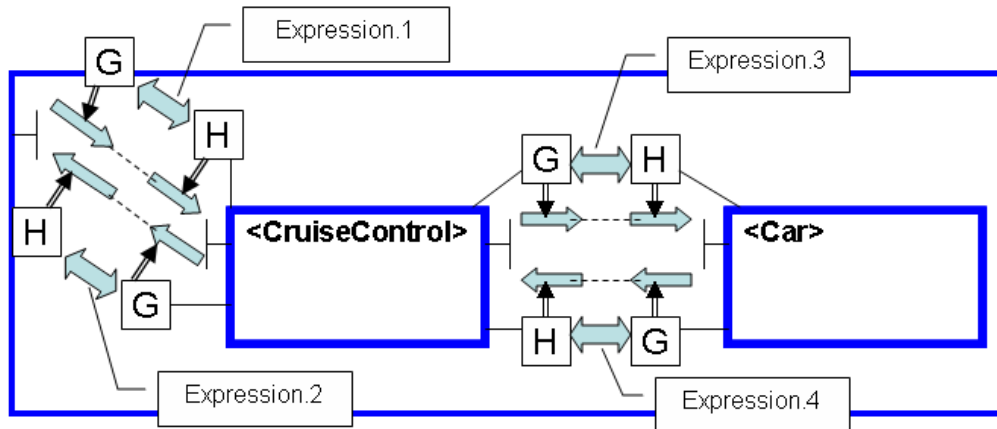 Expression.1
Expression.3
G
H
G
H
H
<CruiseControl>
<Car>
G
H
G
Expression.2
Expression.4